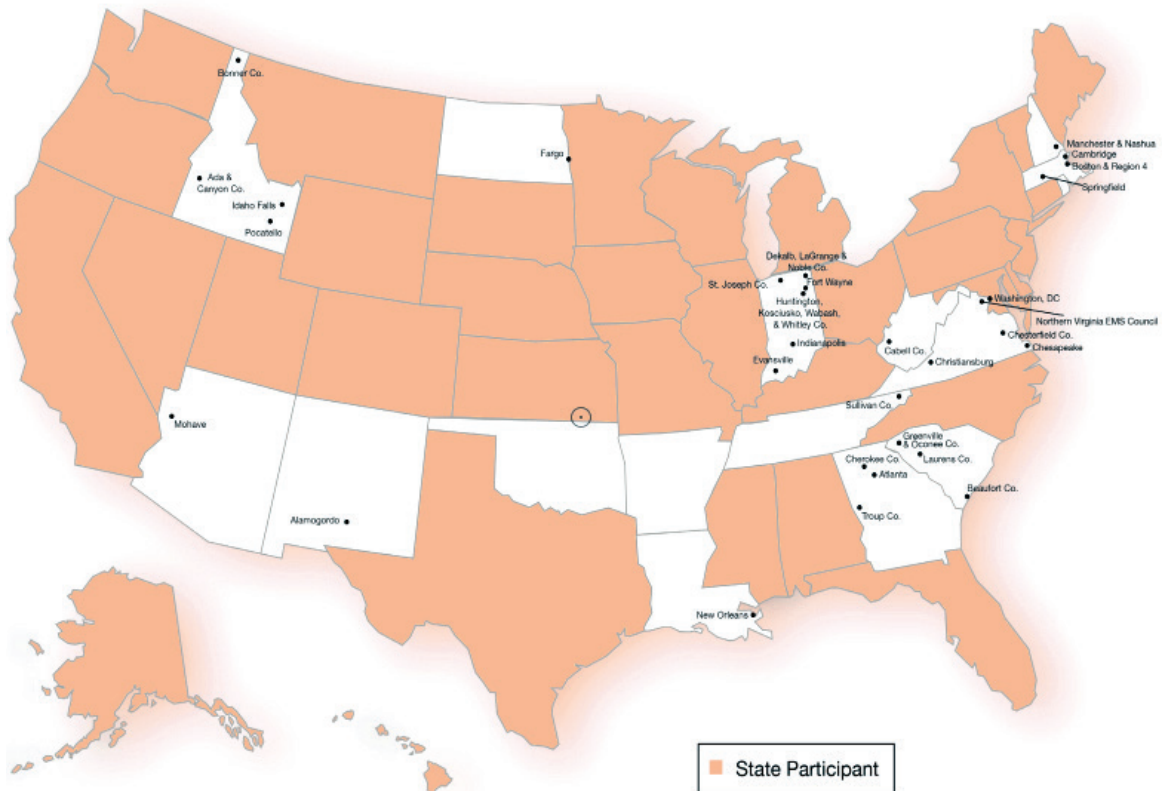 Bonner Co.
Ada &
Canyon Co.
Idaho Falls
Pocatello
Fargo
Manchester & Nashua
Cambridge
Boston & Region 4
Springfield
Dekalb, LaGrange &
Noble Co.
St. Joseph Co.
Fort Wayne
Huntington,
Kosciusko, Wabash,
& Whitley Co.
Indianapolis
Evansville
Washington, DC
Northern Virginia EMS Council
Chesterfield Co.
Chesapeake
Cabell Co.
Christiansburg
Mohave
Sullivan Co.
Greenville
& Oconee Co.
Laurens Co.
Cherokee Co.
Atlanta
Beaufort Co.
Troup Co.
Alamogordo
New Orleans
State Participant